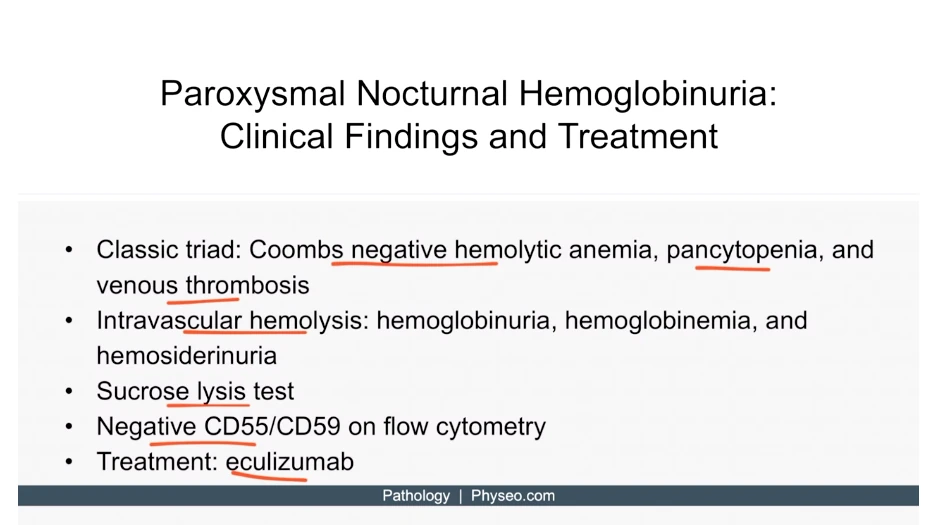 Paroxysmal Nocturnal Hemoglobinuria:
Clinical Findings and Treatment
• Classic triad: Coombs negative hemolytic anemia, pancytopenia, and
venous thrombosis
• Intravascular hemolysis: hemoglobinuria, hemoglobinemia, and
hemosiderinuria
• Sucrose lysis test
• Negative CD55/CD59 on flow cytometry
• Treatment: eculizumab
Pathology | Physeo.com